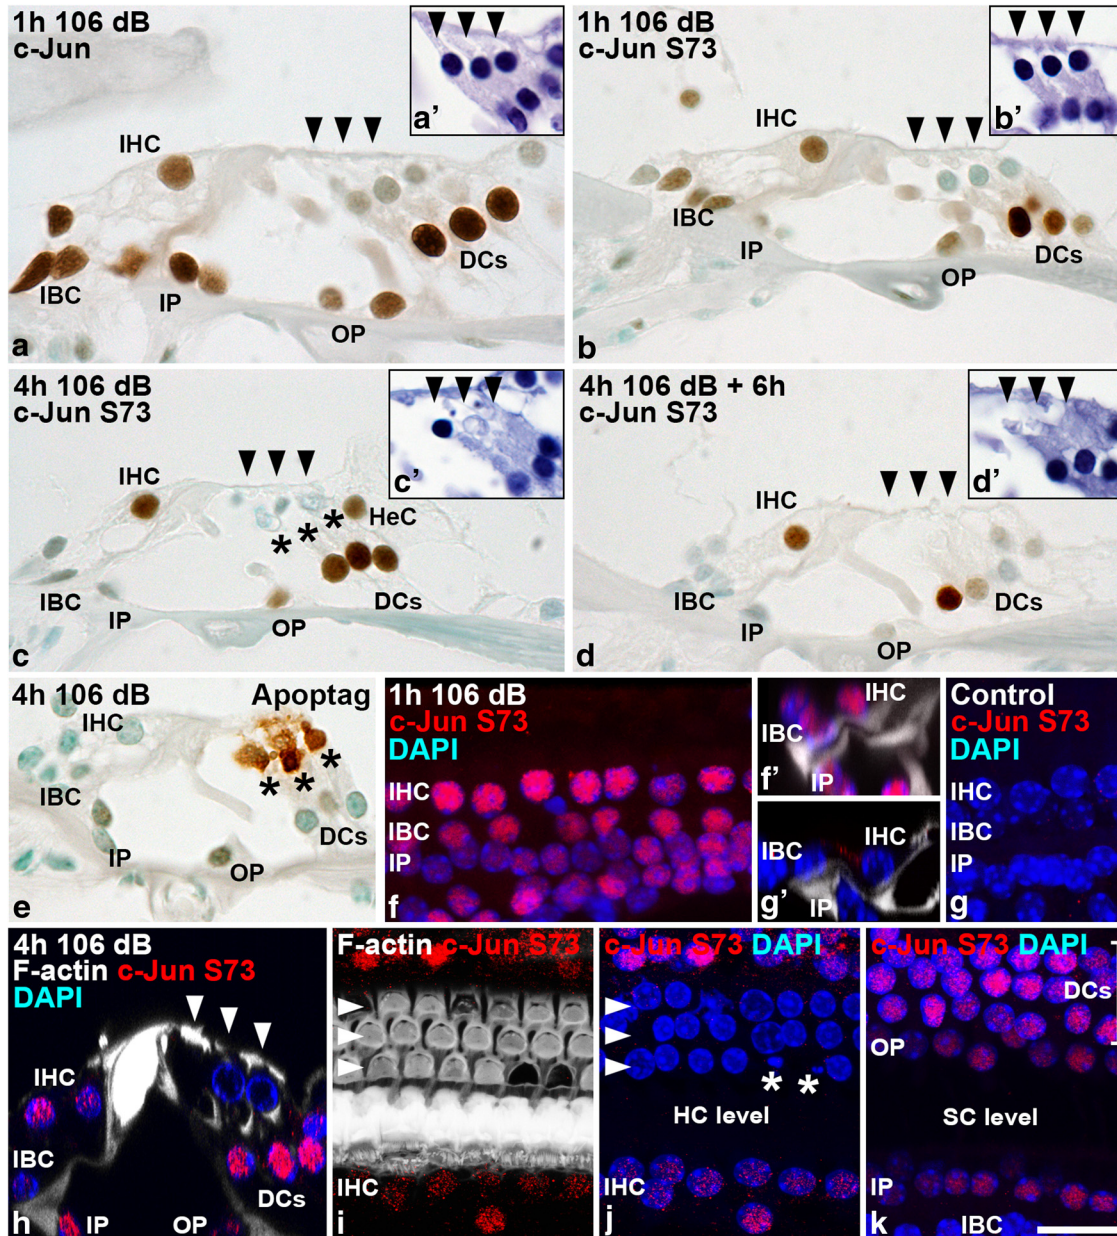 1h 106 dB
c-Jun
a’
IHC
IBC
IP
OP
DCs
a
1h 106 dB
c-Jun S73
b’
IHC
IBC
IP
OP
DCs
b
4h 106 dB
c-Jun S73
c’
IHC
HeC
***
IBC
IP
OP
DCs
c
4h 106 dB + 6h
c-Jun S73
d’
IHC
IBC
IP
OP
DCs
d
4h 106 dB Apoptag
IHC
***
IBC
IP
OP
DCs
e
1h 106 dB
c-Jun S73
DAPI
IHC
IBC
IP
f
IHC
IBC
IP
f’
IHC
IBC
IP
g’
Control
c-Jun S73
DAPI
IHC
IBC
IP
g
4h 106 dB
F-actin c-Jun S73
DAPI
IHC
IBC
IP
OP
DCs
h
F-actin c-Jun S73
IHC
i
c-Jun S73 DAPI
* *
HC level
IHC
j
c-Jun S73 DAPI
DCs
OP
SC level
IP
IBC
k